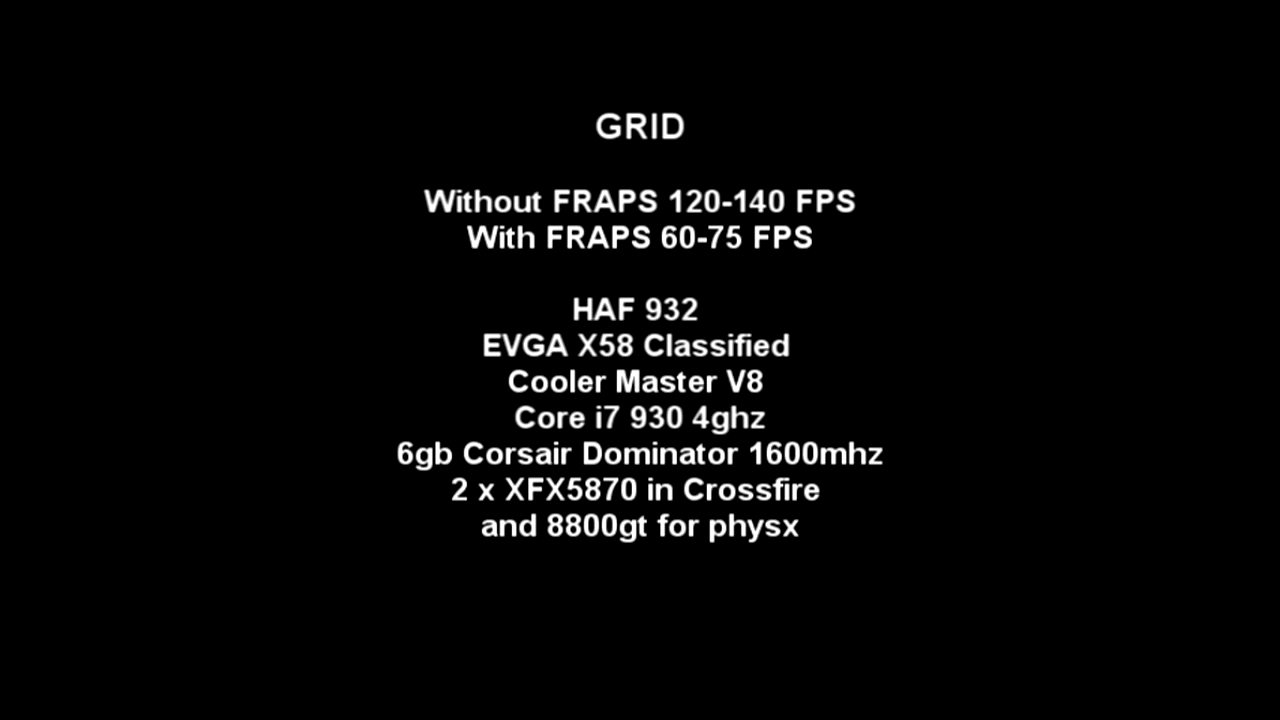 GRID
Without FRAPS 120-140 FPS
With FRAPS 60-75 FPS
HAF 932
EVGA X58 Classified
Cooler Master V8
Core i7 930 4ghz
6gb Corsair Dominator 1600mhz
2 x XFX5870 in Crossfire
and 8800gt for physx